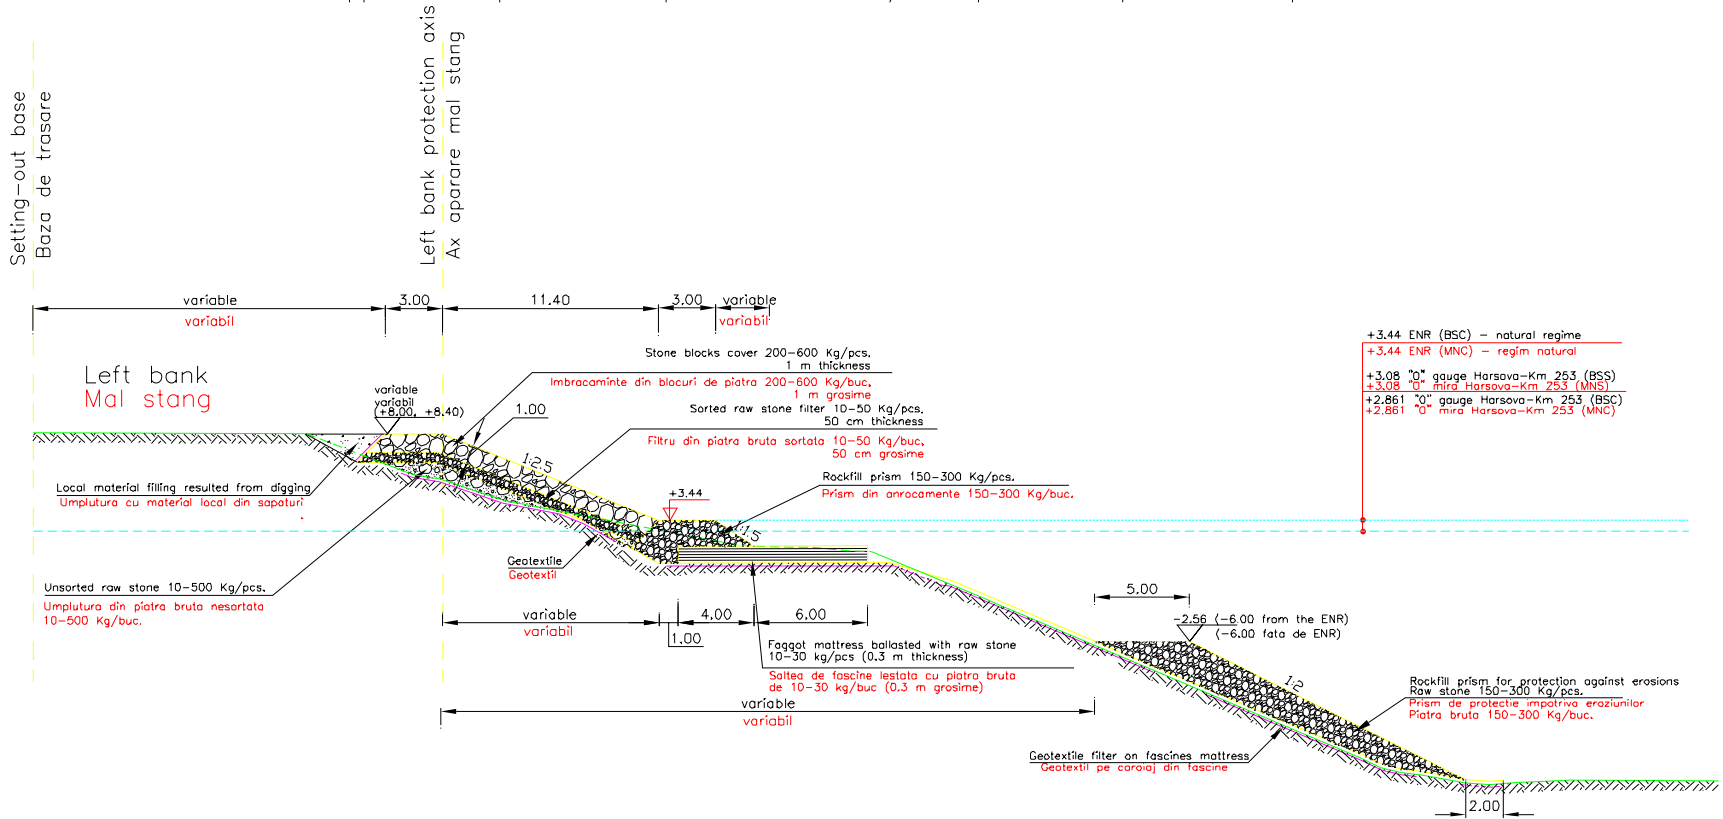 Setting-out base
Baza de trasare
Left bank protection axis
Ax aparare mal stang
variable
variabil
3.00
11.40
3.00
variable
variabil
Left bank
Mal stang
variable
variabil
(+8.00, +8.40)
Stone blocks cover 200-600 Kg/pcs.
1 m thickness
Imbracaminte din blocuri de piatra 200-600 Kg/buc.
1 m grosime
Sorted raw stone filter 10-50 Kg/pcs.
1.00
50 cm thickness
Filtru din piatra bruta sortata 10-50 Kg/buc.
50 cm grosime
1:2.5
Rockfill prism 150-300 Kg/pcs.
Prism din anrocamente 150-300 Kg/buc.
+3.44
1:1.5
+3.44 ENR (BSC) - natural regime
+3.44 ENR (MNC) - regim natural
+3.08 "0" gauge Harsova-Km 253 (BSS)
+3.08 "0" mira Harsova-Km 253 (MNS)
+2.861 "0" gauge Harsova-Km 253 (BSC)
+2.861 "0" mira Harsova-Km 253 (MNC)
Local material filling resulted from digging
Umplutura cu material local din sapaturi
Geotextile
Geotextil
Unsorted raw stone 10-500 Kg/pcs.
Umplutura din piatra bruta nesortata
10-500 Kg/buc.
variable
variabil
1.00
4.00
6.00
Faggot mattress ballasted with raw stone
10-30 kg/pcs (0.3 m thickness)
Saltea de fascine lestata cu piatra bruta
de 10-30 kg/buc (0.3 m grosime)
5.00
-2.56 (-6.00 from the ENR)
(-6.00 fata de ENR)
1:2
variable
variabil
Rockfill prism for protection against erosions
Raw stone 150-300 Kg/pcs.
Prism de protectie impotriva eroziunilor
Piatra bruta 150-300 Kg/buc.
Geotextile filter on fascines mattress
Geotextil pe caroiaj din fascine
2.00